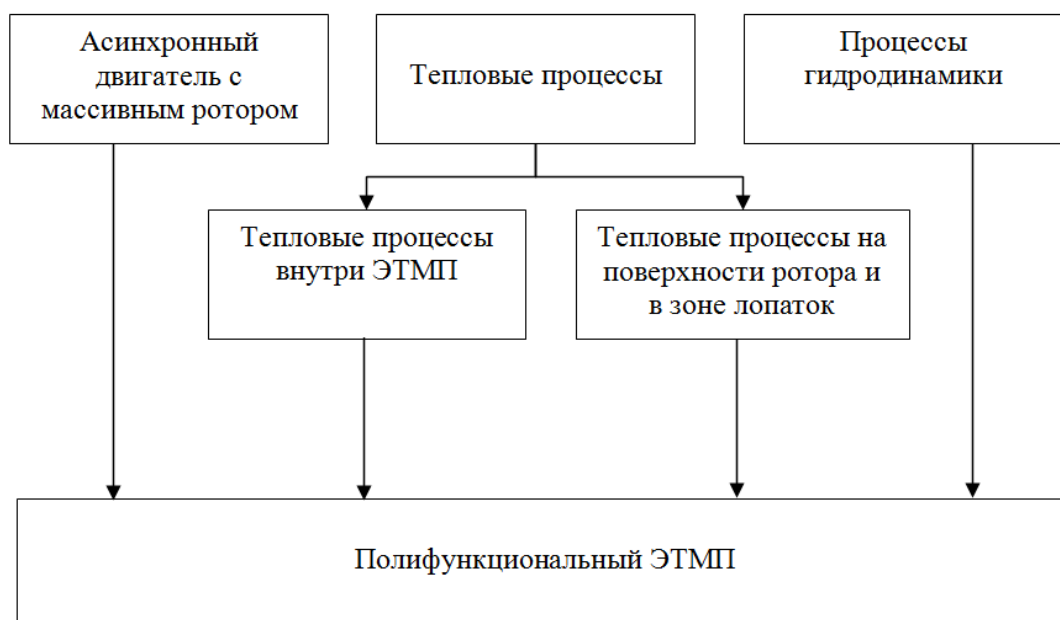 Асинхронный
двигатель с
массивным ротором
Тепловые процессы
Процессы
гидродинамики
Тепловые процессы
внутри ЭТМП
Тепловые процессы на
поверхности ротора и
в зоне лопаток
Полифункциональный ЭТМП